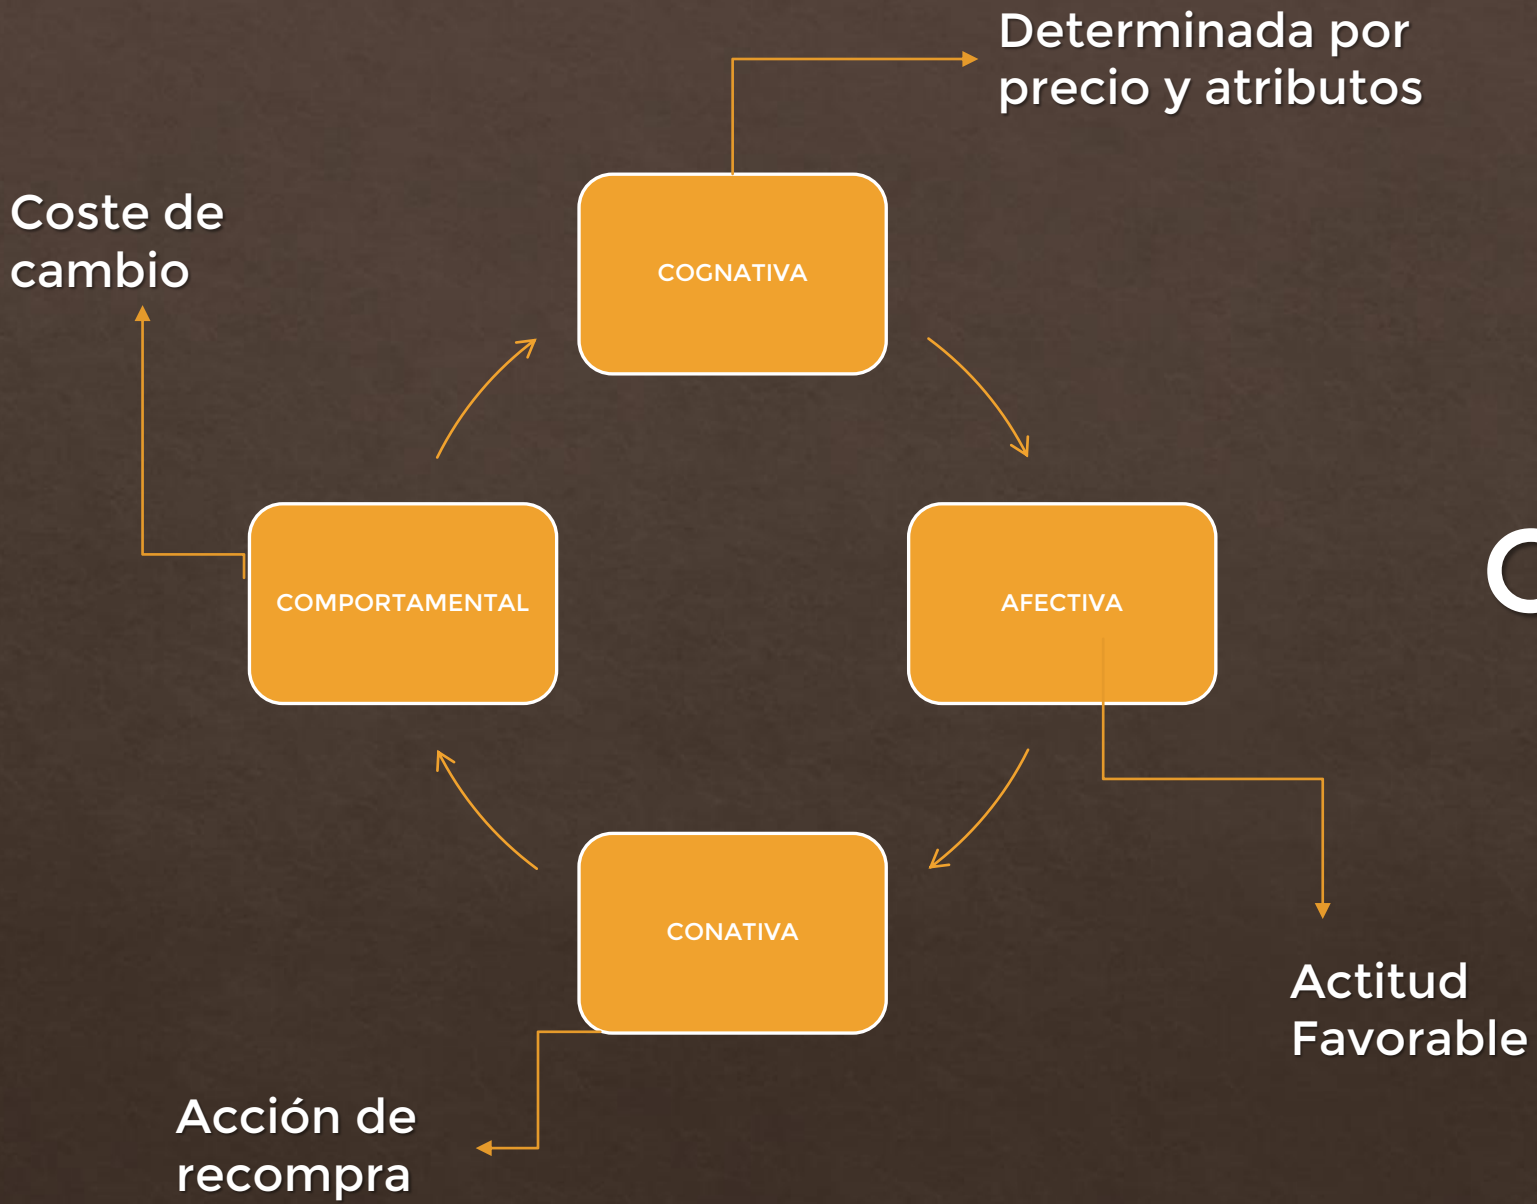 Determinada por
precio y atributos
Coste de
cambio
COGNATIVA
COMPORTAMENTAL
AFECTIVA
CONATIVA
Actitud
Favorable
Acción de
recompra